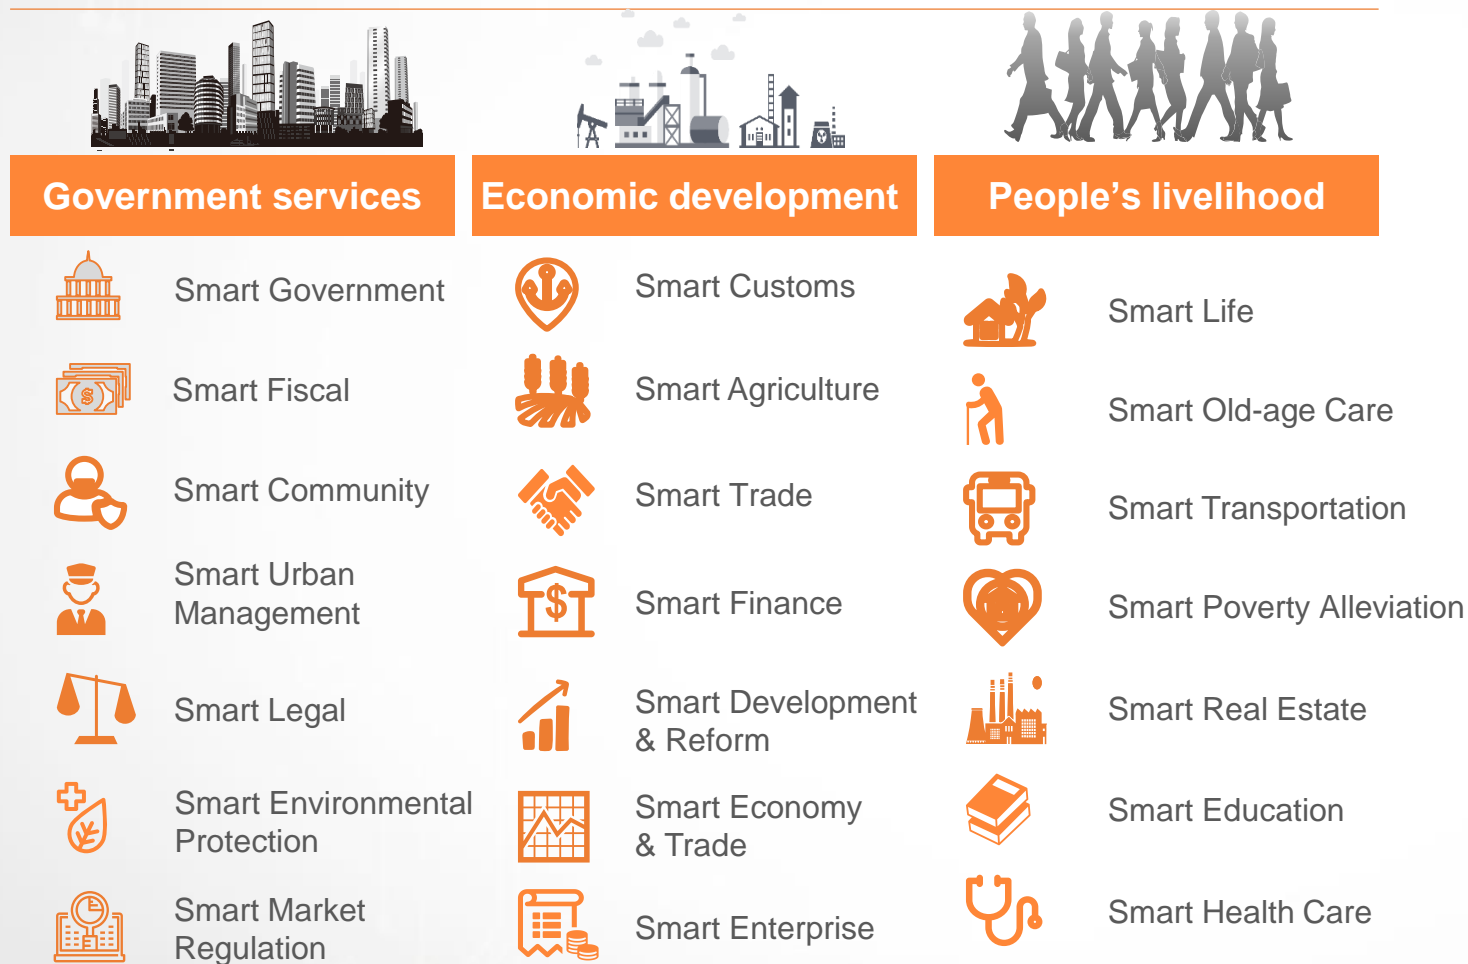 Government services
Smart Government
Smart Fiscal
Smart Community
Smart Urban
Management
Smart Legal
Smart Environmental
Protection
Smart Market
Regulation
Economic development
Smart Customs
Smart Agriculture
Smart Trade
$
Smart Finance
Smart Development
& Reform
Smart Economy
& Trade
Smart Enterprise
People’s livelihood
Smart Life
Smart Old-age Care
Smart Transportation
Smart Poverty Alleviation
Smart Real Estate
Smart Education
Smart Health Care